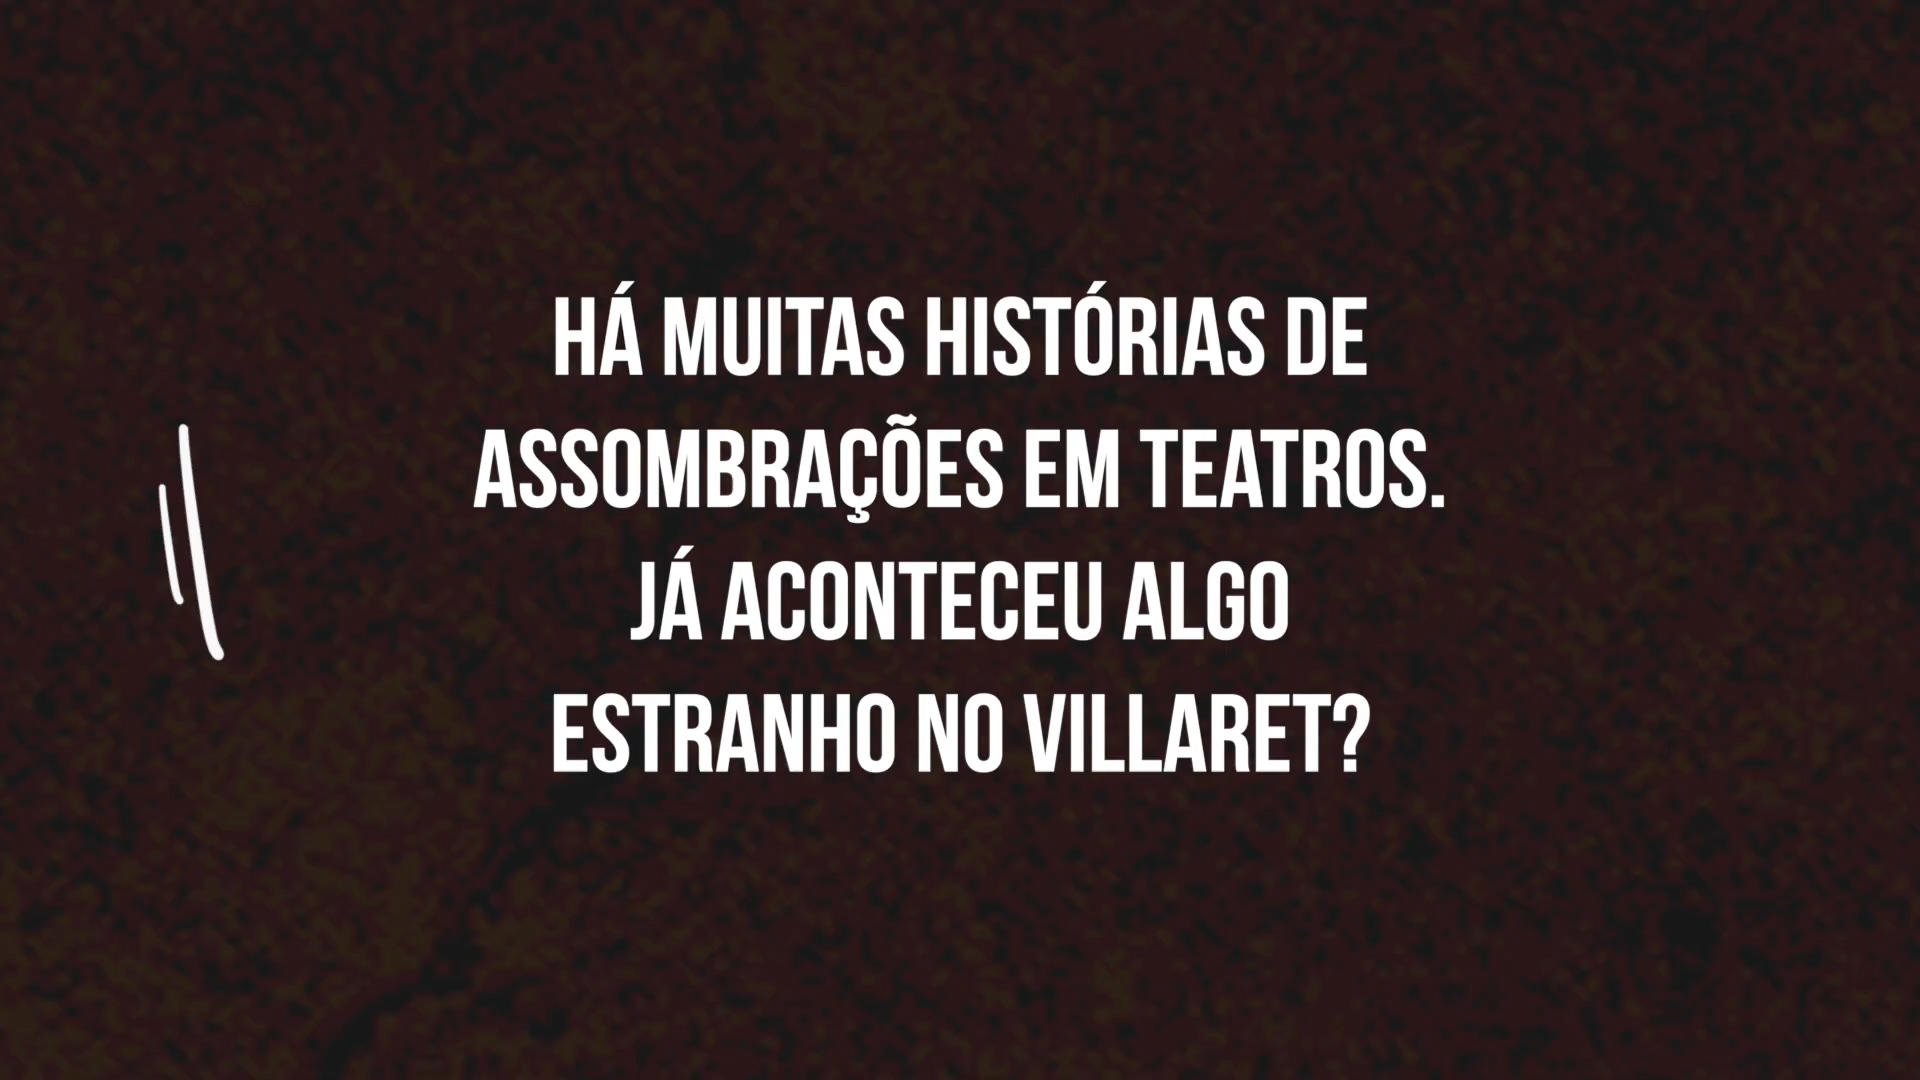 HÁ MUITAS HISTÓRIAS DE
ASSOMBRAÇÕES EM TEATROS.
JÁ ACONTECEU ALGO
ESTRANHO NO VILLARET?